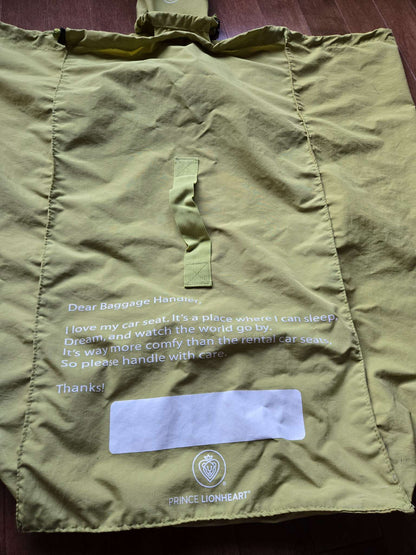 Dear Baggage Handler,
I love my car seat. It's a place where I can sleep,
Dream, and watch the world go by.
It's way more comfy than the rental car seats,
So please handle with care.
Thanks!
®
PRINCE LIONHEART®